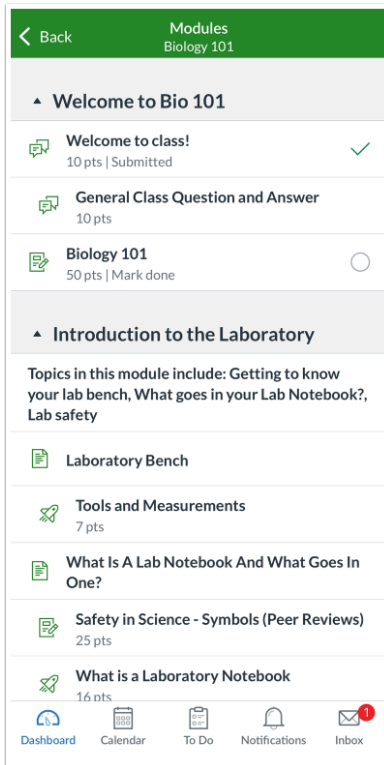 Back
Modules
Biology 101
Welcome to Bio 101
Welcome to class!
10 pts | Submitted
General Class Question and Answer
10 pts
Biology 101
50 pts | Mark done
Introduction to the Laboratory
Topics in this module include: Getting to know
your lab bench, What goes in your Lab Notebook?,
Lab safety
Laboratory Bench
Tools and Measurements
7 pts
What Is A Lab Notebook And What Goes In
One?
Safety in Science - Symbols (Peer Reviews)
25 pts
What is a Laboratory Notebook
16 pts
1
Dashboard Calendar To Do Notifications Inbox